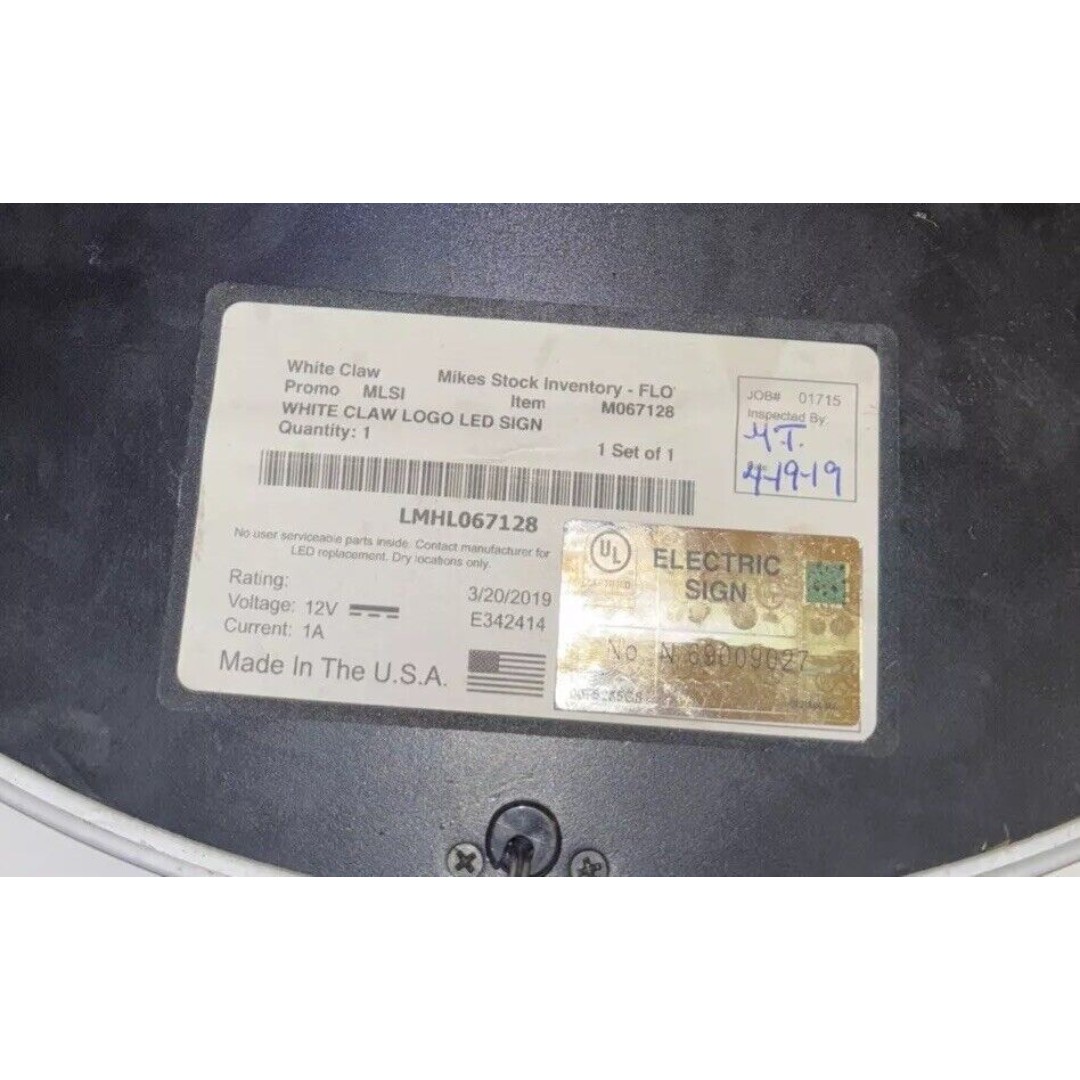 White Claw Mikes Stock Inventory - FLO
Promo MLSI Item M067128
WHITE CLAW LOGO LED SIGN
Quantity: 1 1 Set of 1
JOB# 01715
Inspected By:
M.T.
4-19-19
LMHL067128
No user serviceable parts inside. Contact manufacturer for
LED replacement. Dry locations only.
Rating:
Voltage: 12V
Current: 1A
3/20/2019
E342414
Made In The U.S.A.
UL
ELECTRIC
SIGN
No N 69009027